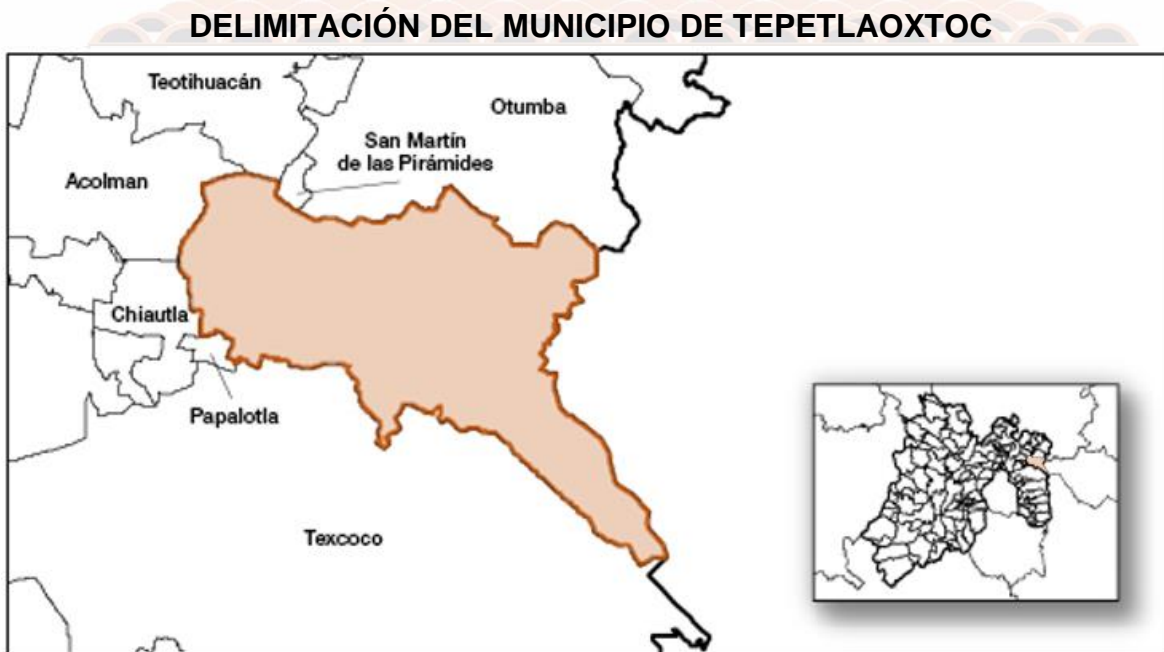 DELIMITACIÓN DEL MUNICIPIO DE TEPETLAOXTOC
Teotihuacán
Otumba
San Martín
de las Pirámides
Acolman
Chiautla
Papalotla
Texcoco